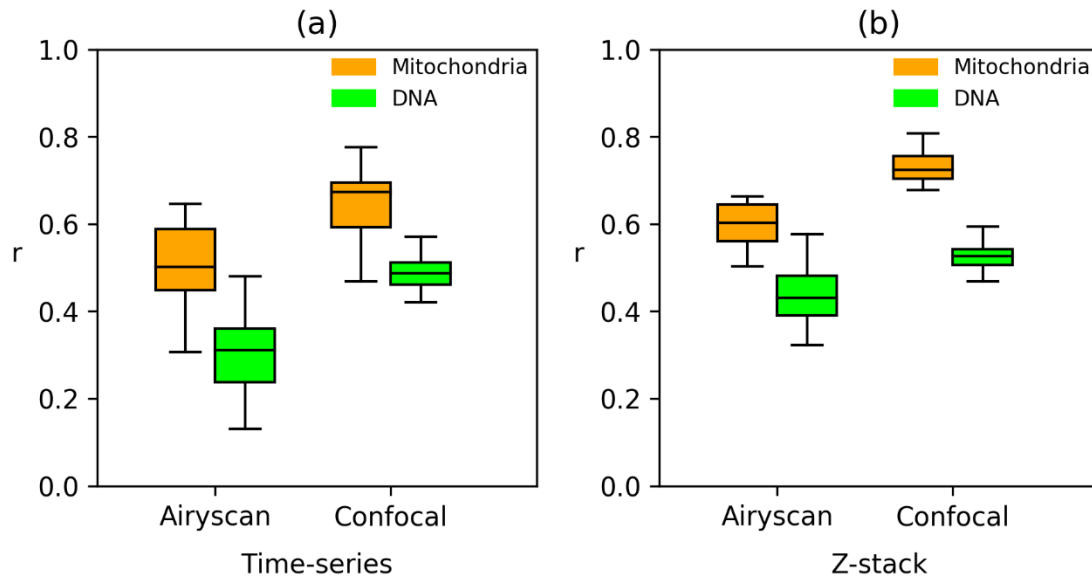 (a)
1.0
0.8
0.6
0.4
0.2
0.0
r
Mitochondria
DNA
Airyscan Confocal
Time-series
(b)
1.0
0.8
0.6
0.4
0.2
0.0
r
Mitochondria
DNA
Airyscan Confocal
Z-stack